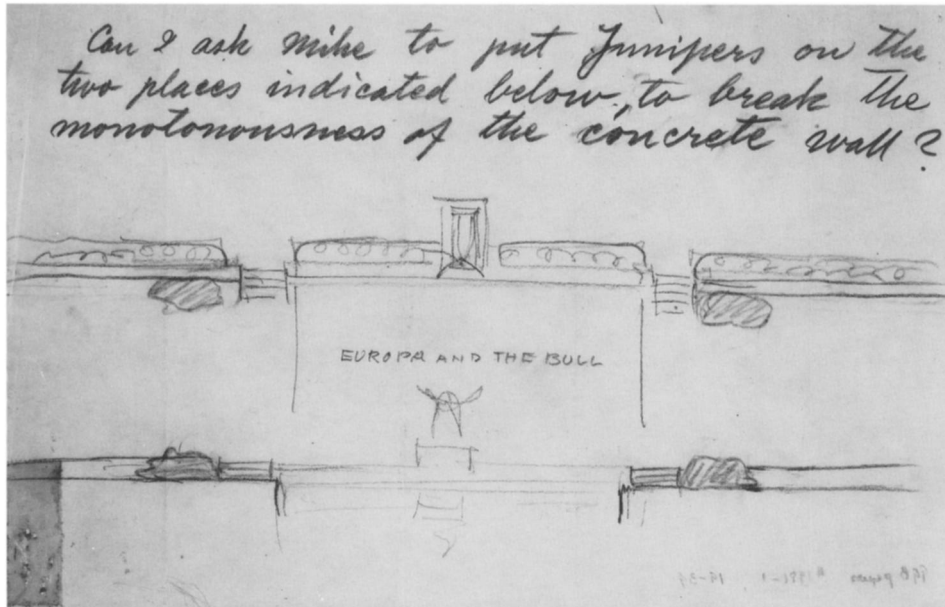 Can I ask Mike to put Junipers on the
two places indicated below, to break the
monotonousness of the concrete wall?
EUROPA AND THE BULL